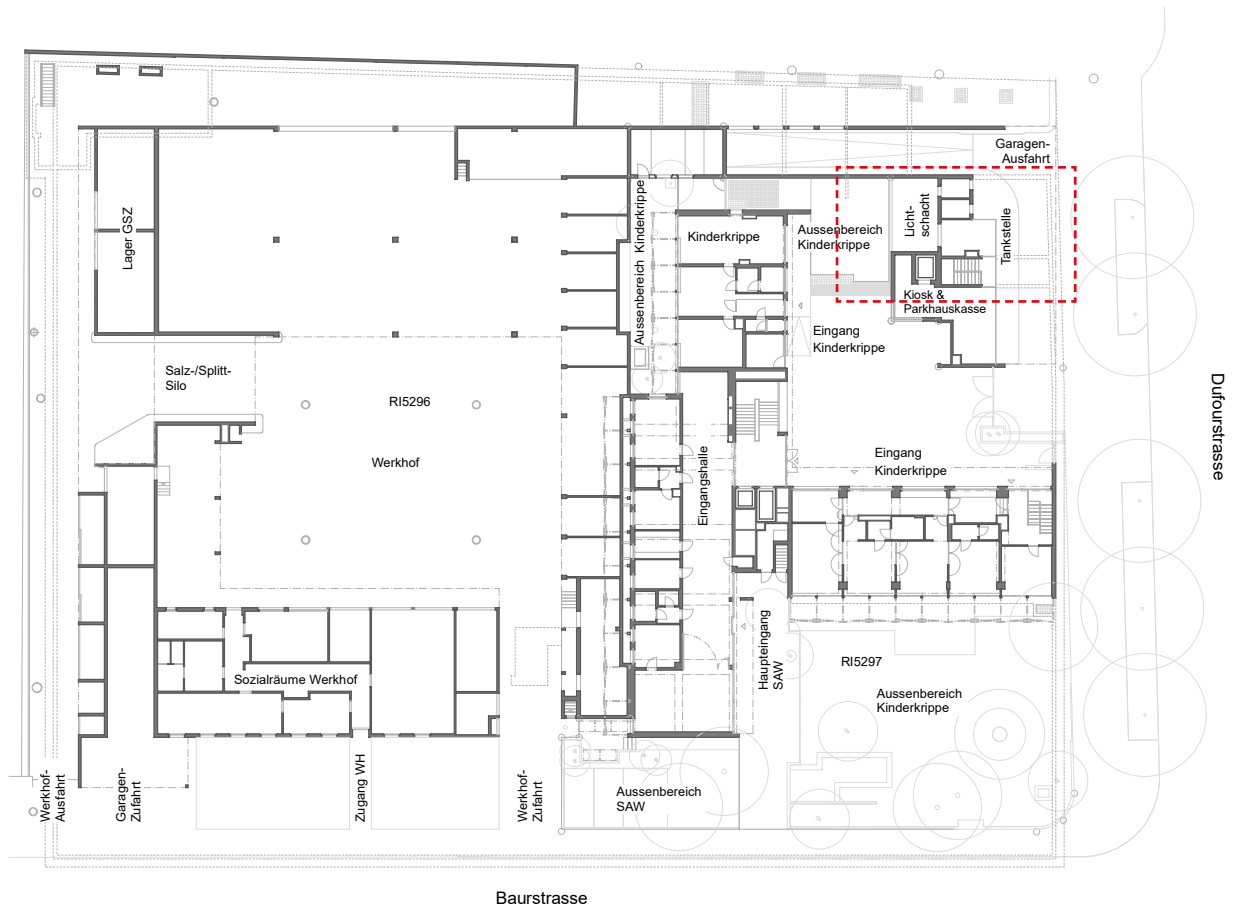 Garagen-
Ausfahrt
Lager GSZ
Aussenbereich Kinderkrippe
Kinderkrippe
Aussenbereich
Kinderkrippe
Licht-
schacht
Tankstelle
Kiosk &
Parkhauskasse
Eingang
Kinderkrippe
Salz-/Splitt-
Silo
RI5296
Werkhof
Eingangshalle
Eingang
Kinderkrippe
Dufourstrasse
Sozialräume Werkhof
Haupteingang
SAW
RI5297
Aussenbereich
Kinderkrippe
Werkhof-
Ausfahrt
Garagen-
Zufahrt
Zugang WH
Werkhof-
Zufahrt
Aussenbereich
SAW
Baurstrasse